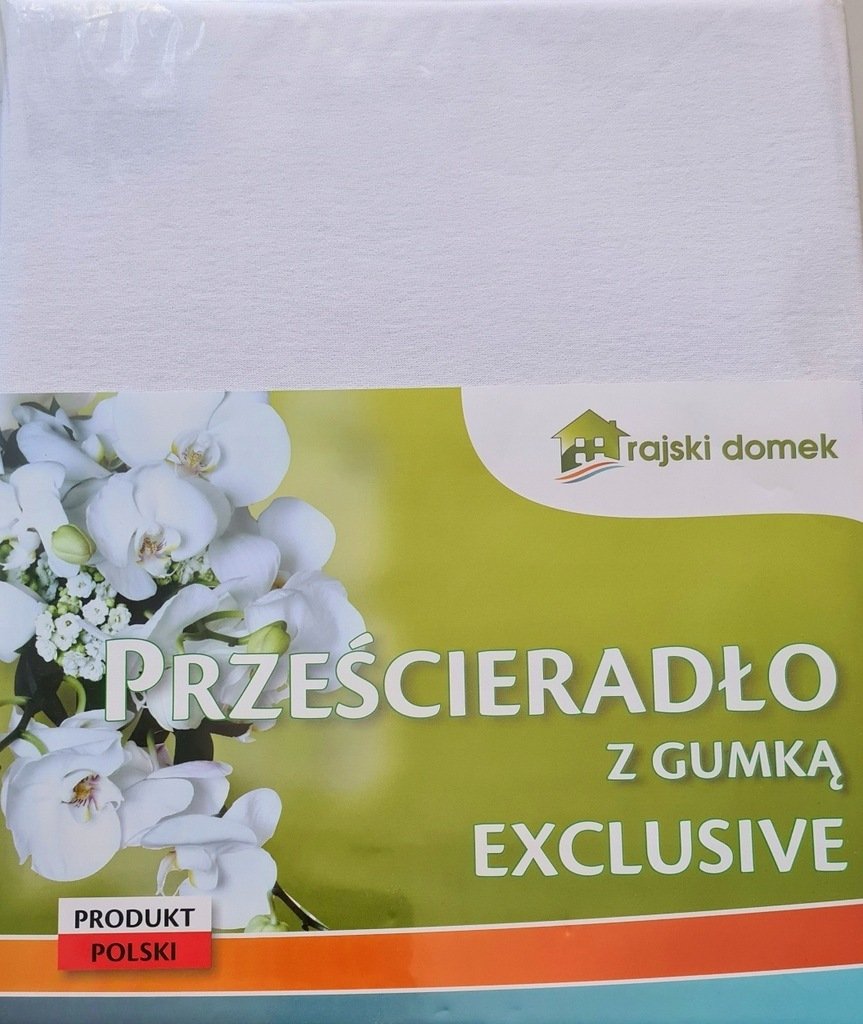 rajski domek
PRZEŚCIERADŁO
Z GUMKĄ
EXCLUSIVE
PRODUKT
POLSKI